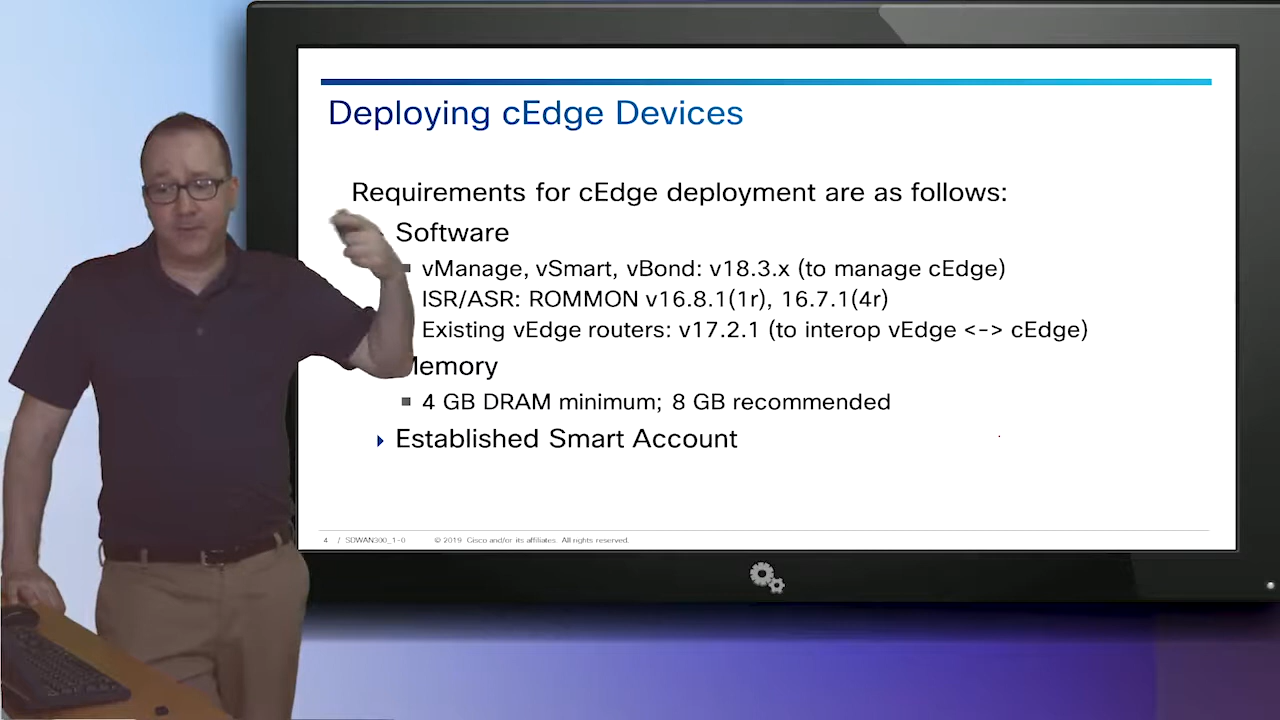 Deploying cEdge Devices
Requirements for cEdge deployment are as follows:
Software
vManage, vSmart, vBond: v18.3.x (to manage cEdge)
ISR/ASR: ROMMON v16.8.1(1r), 16.7.1(4r)
Existing vEdge routers: v17.2.1 (to interop vEdge <-> cEdge)
Memory
4 GB DRAM minimum; 8 GB recommended
Established Smart Account
4 / SDWAN300_1-0 © 2019 Cisco and/or its affiliates. All rights reserved.